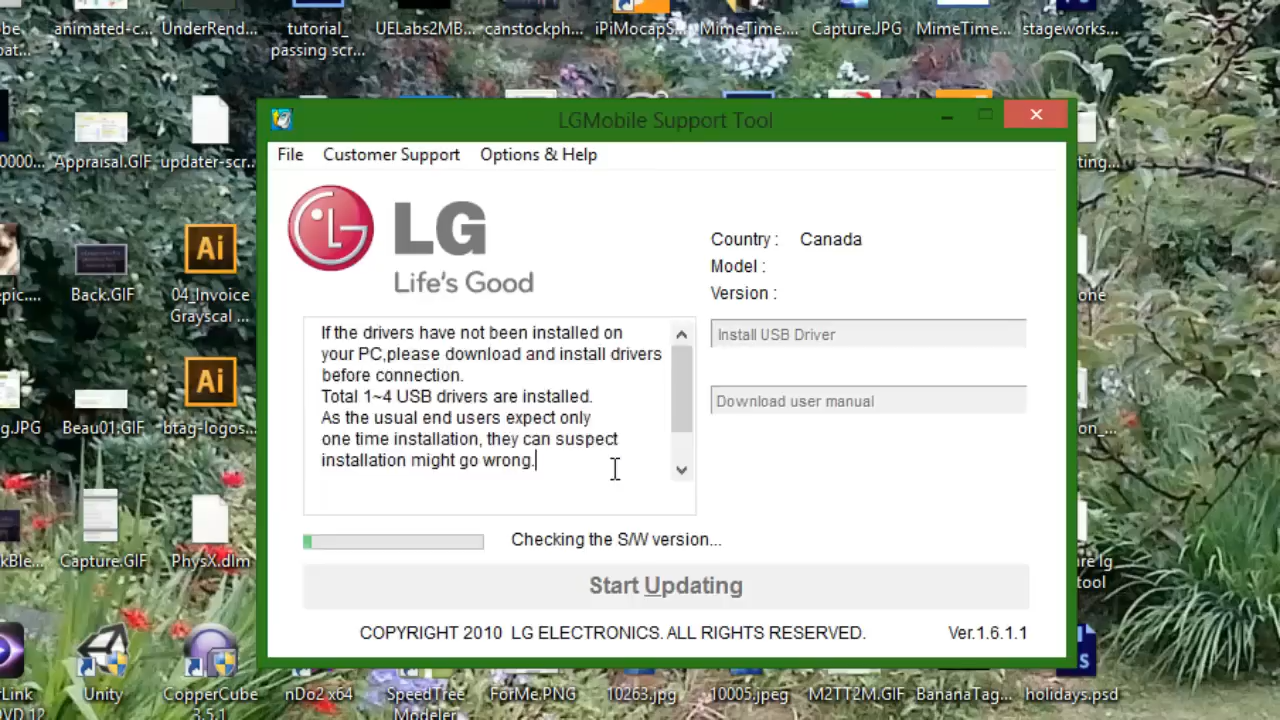 animated-c...
UnderRend...
tutorial_
passing scr...
UELabs2MB...
canstockph...
iPiMocapS...
MimeTime....
Capture.JPG
MimeTime...
stageworks...
LGMobile Support Tool
Appraisal.GIF
updater-scr...
File Customer Support Options & Help
LG
Life's Good
Country : Canada
Model :
Version :
Ai
Back.GIF
04_Invoice
Grayscal ...
If the drivers have not been installed on
your PC,please download and install drivers
before connection.
Total 1~4 USB drivers are installed.
As the usual end users expect only
one time installation, they can suspect
installation might go wrong.
Install USB Driver
Download user manual
Ai
Beau01.GIF
btag-logos...
Checking the S/W version...
Capture.GIF
PhysX.dlm
Start Updating
COPYRIGHT 2010 LG ELECTRONICS. ALL RIGHTS RESERVED. Ver.1.6.1.1
tool
Unity
CopperCube
5.5.1
nDo2 x64
SpeedTree
Modeler
ForMe.PNG
10263.jpg
10005.jpeg
M2TT2M.GIF
BananaTag...
holidays.psd